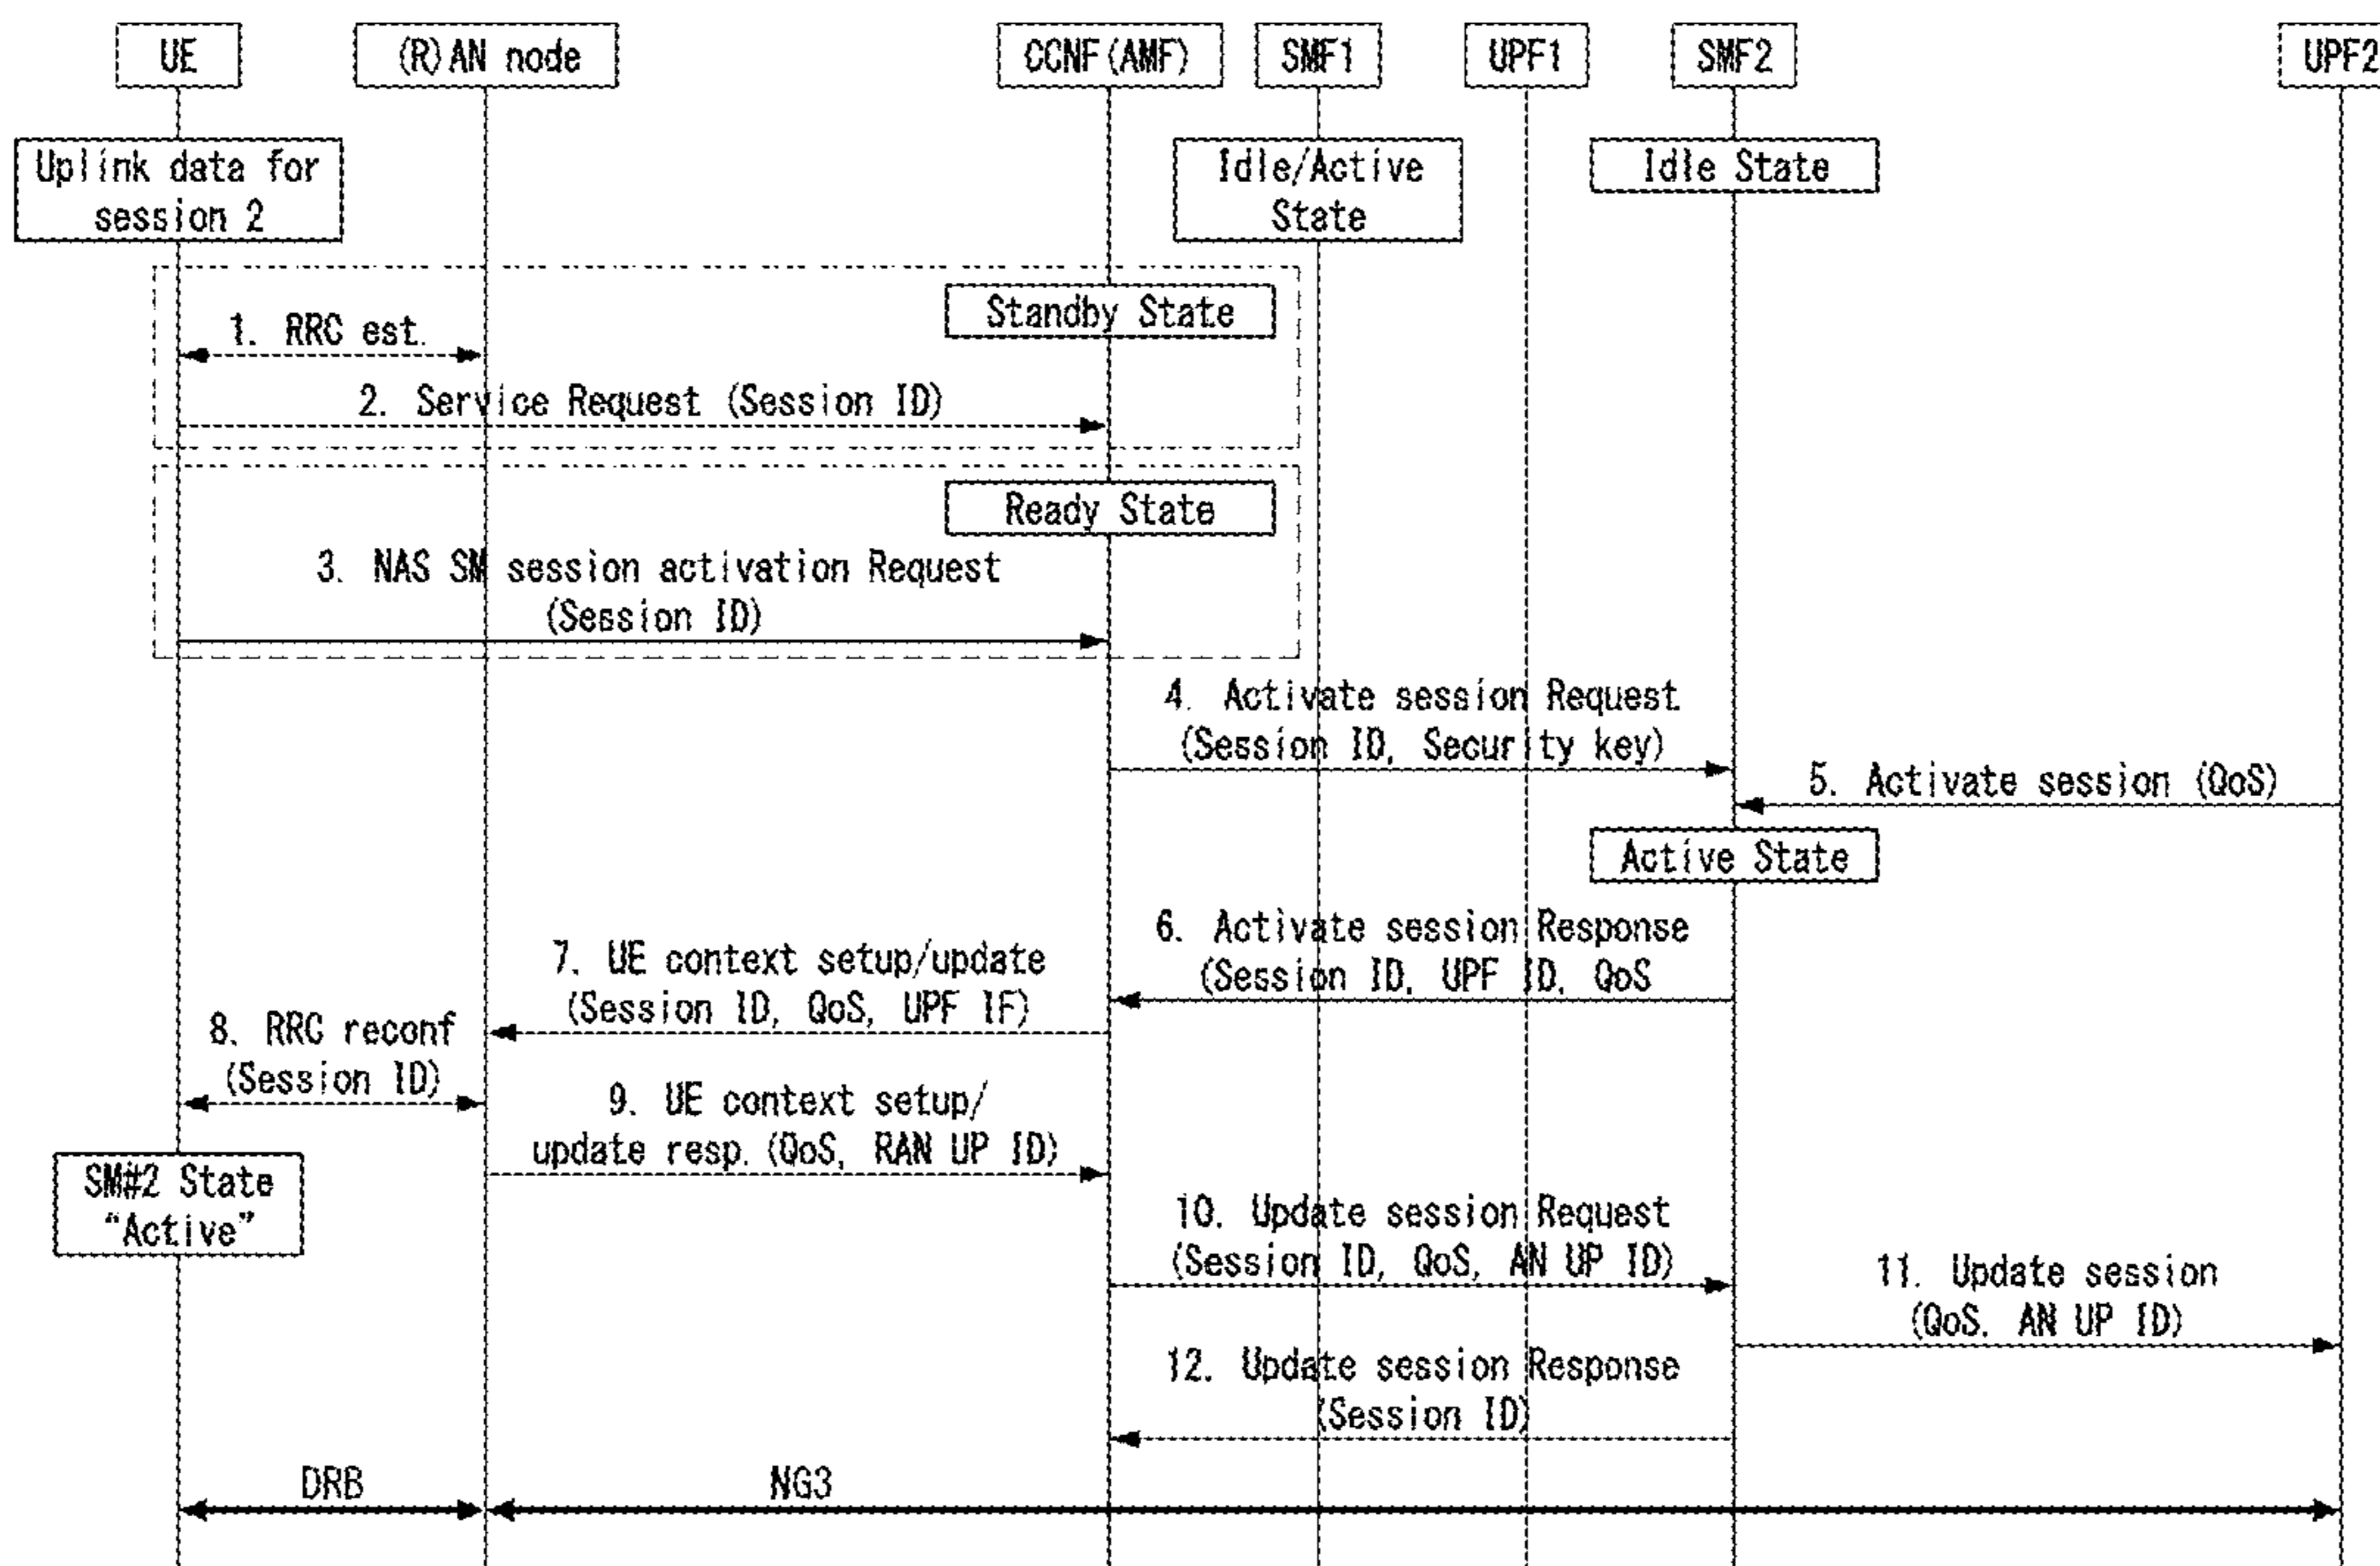 UE
(R)AN node
CCNF(AMF)
SMF1
UPF1
SMF2
UPF2
Uplink data for
session 2
Idle/Active
State
Idle State
Standby State
1. RRC est.
2. Service Request (Session ID)
Ready State
3. NAS SM session activation Request
(Session ID)
4. Activate session Request
(Session ID, Security key)
5. Activate session (QoS)
Active State
6. Activate session Response
(Session ID, UPF ID, QoS
7. UE context setup/update
(Session ID, QoS, UPF IF)
8. RRC reconf
(Session ID)
9. UE context setup/
update resp. (QoS, RAN UP ID)
SM#2 State
“Active”
10. Update session Request
(Session ID, QoS, AN UP ID)
11. Update session
(QoS, AN UP ID)
12. Update session Response
(Session ID)
DRB
NG3